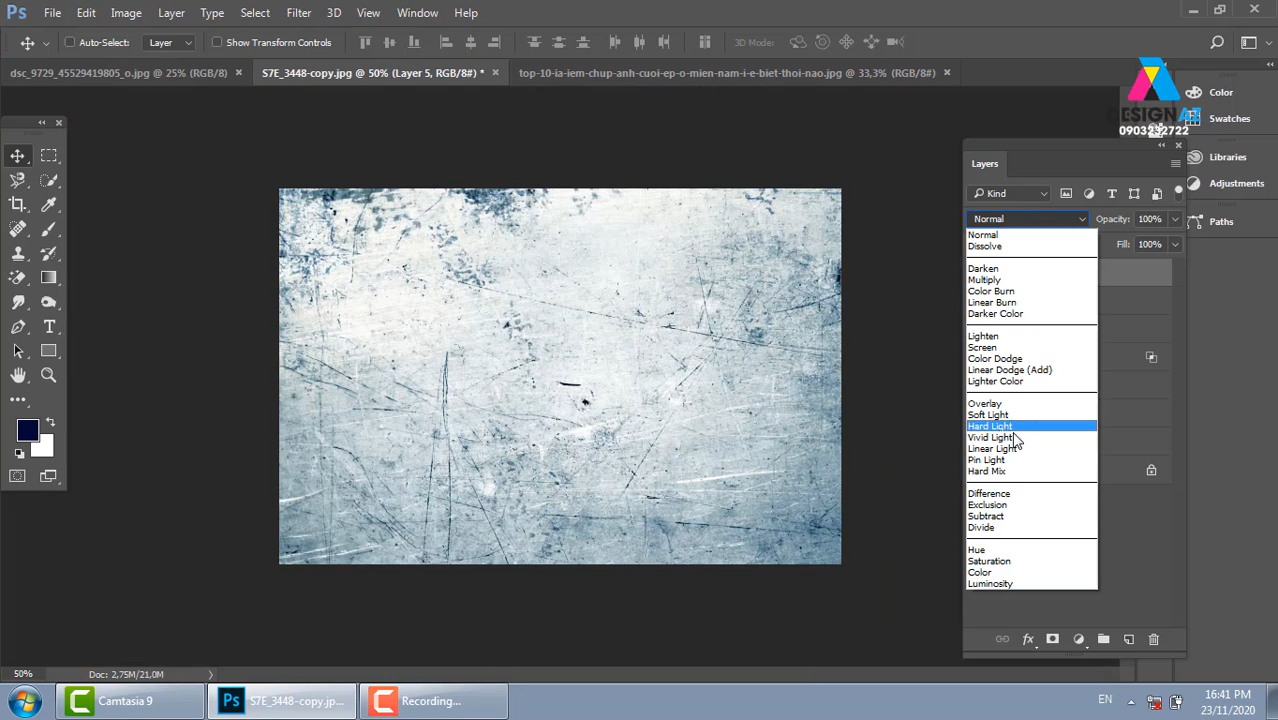 Ps File Edit Image Layer Type Select Filter 3D View Window Help
Auto-Select: Layer Show Transform Controls 3D Mode:
dsc_9729_45529419805_o.jpg @ 25% (RGB/8) × S7E_3448-copy.jpg @ 50% (Layer 5, RGB/8#) * × top-10-ia-iem-chup-anh-cuoi-ep-o-mien-nam-i-e-biet-thoi-nao.jpg @ 33,3% (RGB/8#) ×
DESIGN AZ
0903232722
Color
Swatches
Libraries
Adjustments
Paths
Layers
Kind
Normal Opacity: 100%
Fill: 100%
Normal
Dissolve
Darken
Multiply
Color Burn
Linear Burn
Darker Color
Lighten
Screen
Color Dodge
Linear Dodge (Add)
Lighter Color
Overlay
Soft Light
Hard Light
Vivid Light
Linear Light
Pin Light
Hard Mix
Difference
Exclusion
Subtract
Divide
Hue
Saturation
Color
Luminosity
fx
50% Doc: 2,75M/21,0M
Camtasia 9
Ps S7E_3448-copy.jp...
Recording...
EN
16:41 PM
23/11/2020